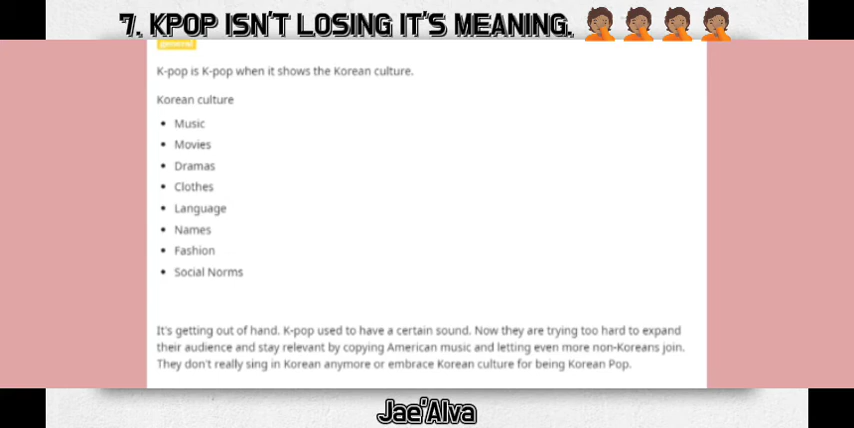 7. KPOP ISN'T LOSING IT'S MEANING.
general
K-pop is K-pop when it shows the Korean culture.
Korean culture
• Music
• Movies
• Dramas
• Clothes
• Language
• Names
• Fashion
• Social Norms
It's getting out of hand. K-pop used to have a certain sound. Now they are trying too hard to expand
their audience and stay relevant by copying American music and letting even more non-Koreans join.
They don't really sing in Korean anymore or embrace Korean culture for being Korean Pop.
Jae'Alva